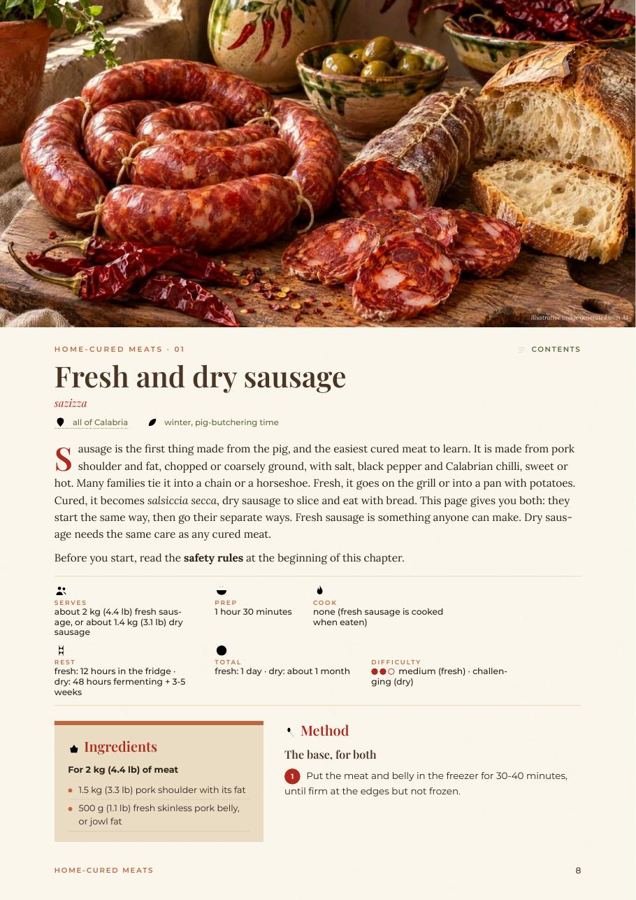 HOME-CURED MEATS · 01
CONTENTS
Fresh and dry sausage
sazizza
all of Calabria
winter, pig-butchering time
Sausage is the first thing made from the pig, and the easiest cured meat to learn. It is made from pork
shoulder and fat, chopped or coarsely ground, with salt, black pepper and Calabrian chilli, sweet or
hot. Many families tie it into a chain or a horseshoe. Fresh, it goes on the grill or into a pan with potatoes.
Cured, it becomes salsiccia secca, dry sausage to slice and eat with bread. This page gives you both: they
start the same way, then go their separate ways. Fresh sausage is something anyone can make. Dry saus-
age needs the same care as any cured meat.
Before you start, read the safety rules at the beginning of this chapter.
SERVES
about 2 kg (4.4 lb) fresh saus-
age, or about 1.4 kg (3.1 lb) dry
sausage
PREP
1 hour 30 minutes
COOK
none (fresh sausage is cooked
when eaten)
REST
fresh: 12 hours in the fridge ·
dry: 48 hours fermenting + 3-5
weeks
TOTAL
fresh: 1 day · dry: about 1 month
DIFFICULTY
medium (fresh) · challen-
ging (dry)
Ingredients
For 2 kg (4.4 lb) of meat
1.5 kg (3.3 lb) pork shoulder with its fat
500 g (1.1 lb) fresh skinless pork belly,
or jowl fat
Method
The base, for both
1 Put the meat and belly in the freezer for 30-40 minutes,
until firm at the edges but not frozen.
HOME-CURED MEATS
8